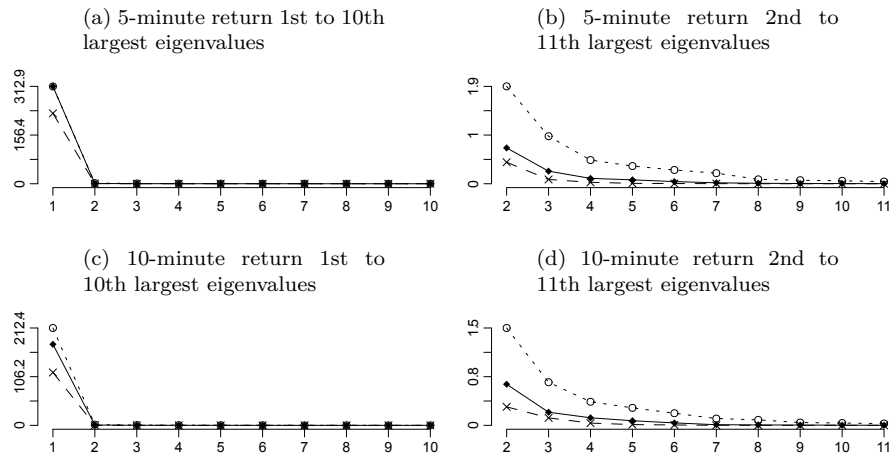 (a) 5-minute return 1st to 10th
largest eigenvalues
312.9
156.4
0
1 2 3 4 5 6 7 8 9 10
(b) 5-minute return 2nd to
11th largest eigenvalues
1.9
1
0
2 3 4 5 6 7 8 9 10 11
(c) 10-minute return 1st to
10th largest eigenvalues
212.4
106.2
0
1 2 3 4 5 6 7 8 9 10
(d) 10-minute return 2nd to
11th largest eigenvalues
1.5
0.8
0
2 3 4 5 6 7 8 9 10 11